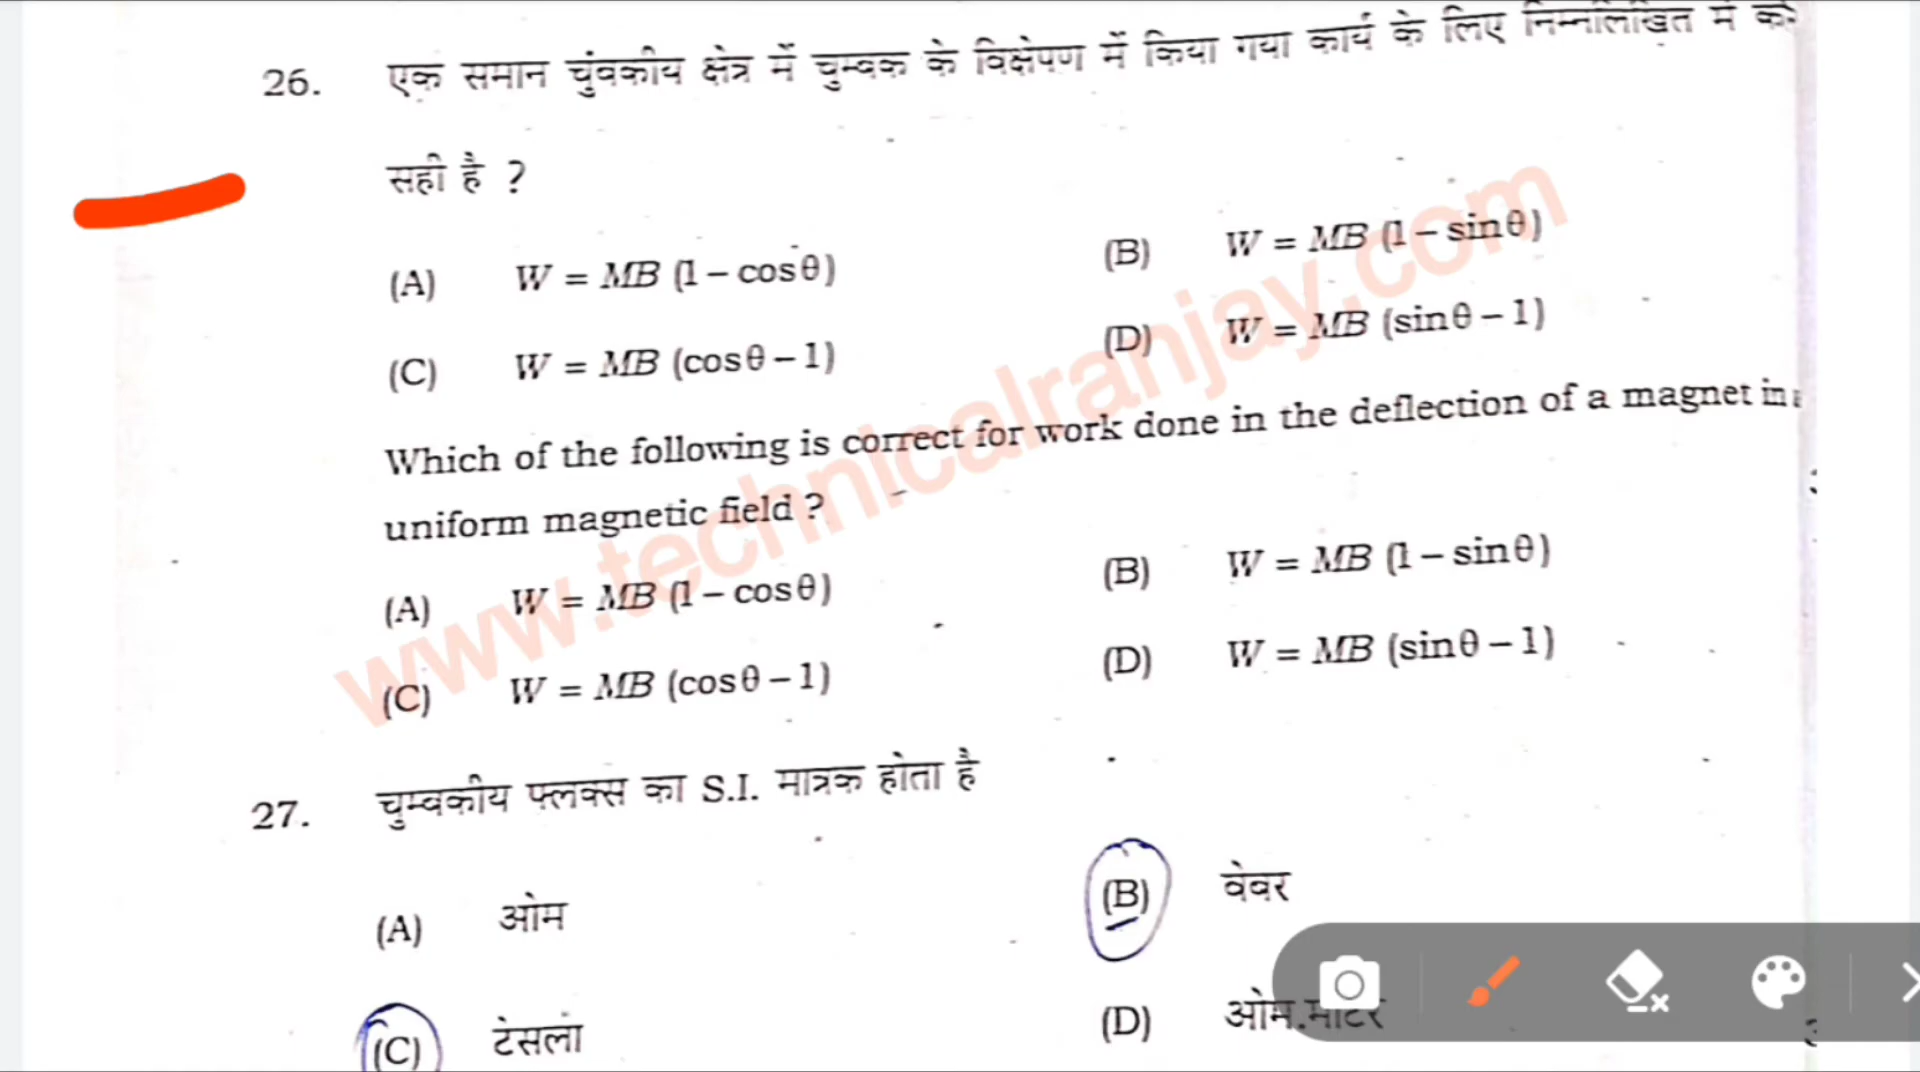 26. एक समान चुंबकीय क्षेत्र में चुम्बक के विक्षेपण में किया गया कार्य के लिए निम्नलिखित में
सही है ?
(A) W = MB (1 – cosθ) (B) W = MB (1 – sinθ)
(C) W = MB (cosθ – 1) (D) W = MB (sinθ – 1)
Which of the following is correct for work done in the deflection of a magnet in
uniform magnetic field ?
(A) W = MB (1 – cosθ) (B) W = MB (1 – sinθ)
(C) W = MB (cosθ – 1) (D) W = MB (sinθ – 1)
27. चुम्बकीय फ्लक्स का S.I. मात्रक होता है
(A) ओम (B) वेबर
(C) टेसला (D) ओम.मीटर
www.technicalranjay.com